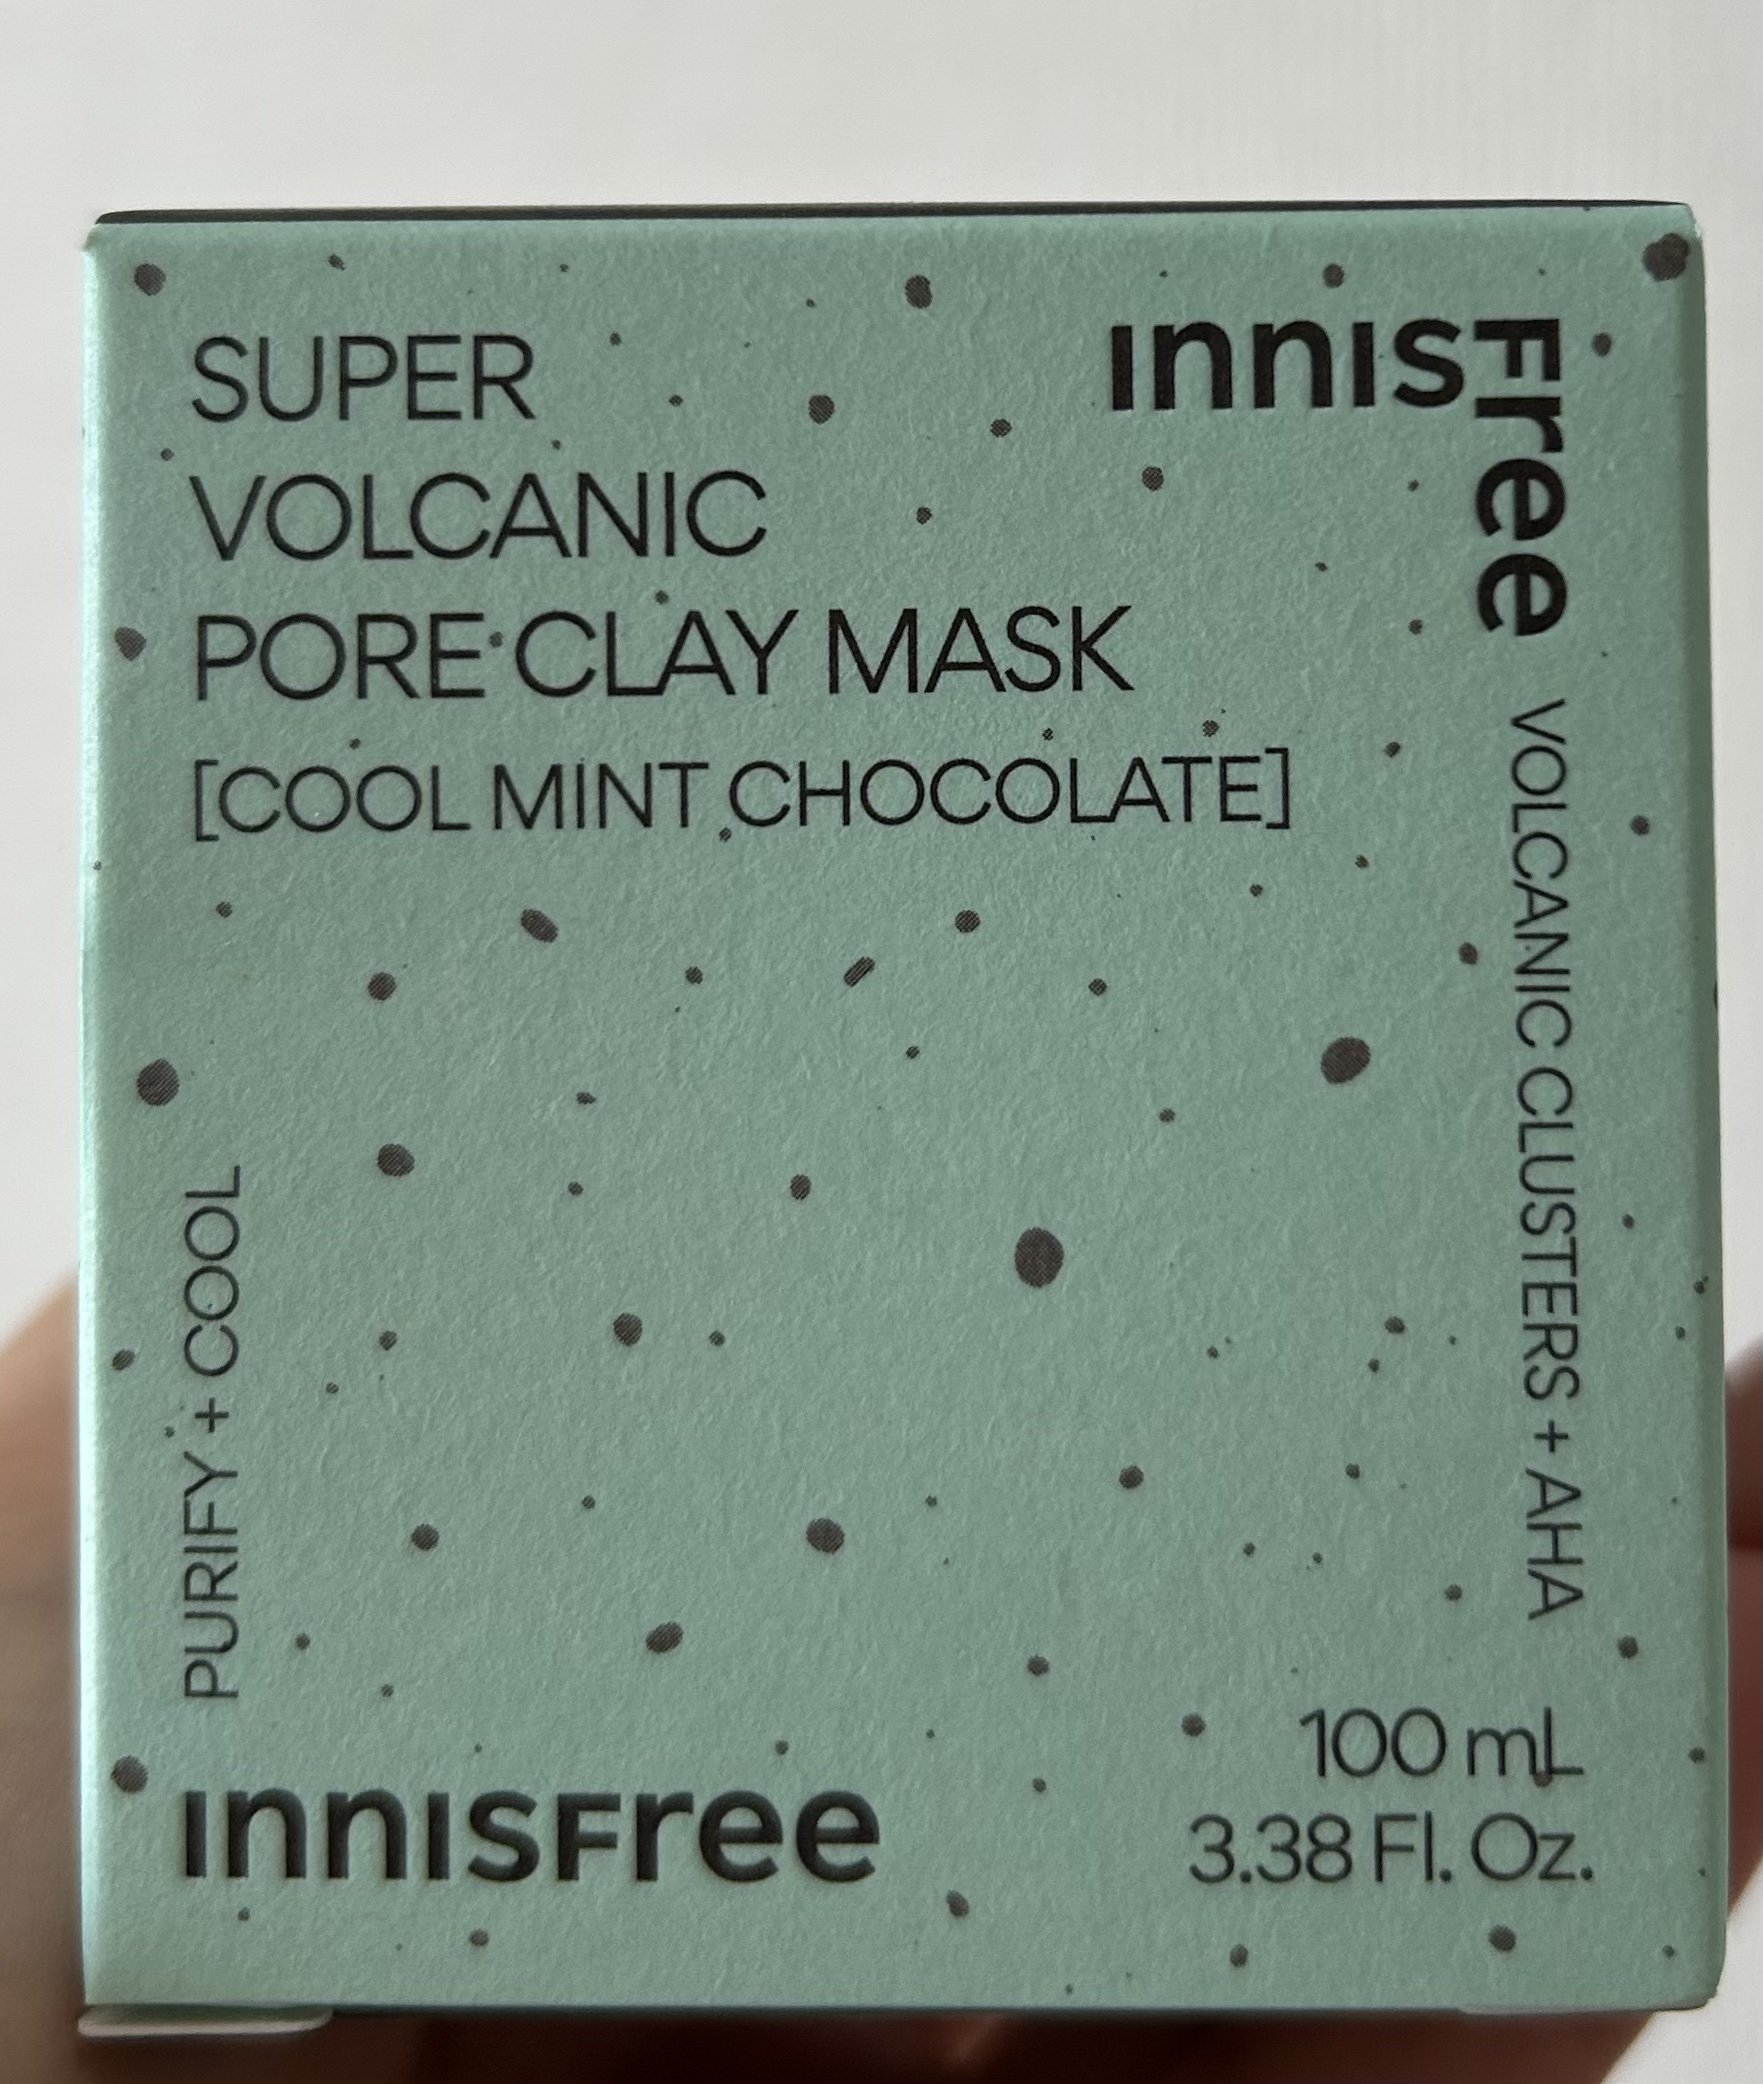 SUPER
VOLCANIC
PORE CLAY MASK
[COOL MINT CHOCOLATE]
innisFree
VOLCANIC CLUSTERS + AHA
PURIFY + COOL
innisFree
100 mL
3.38 Fl. Oz.